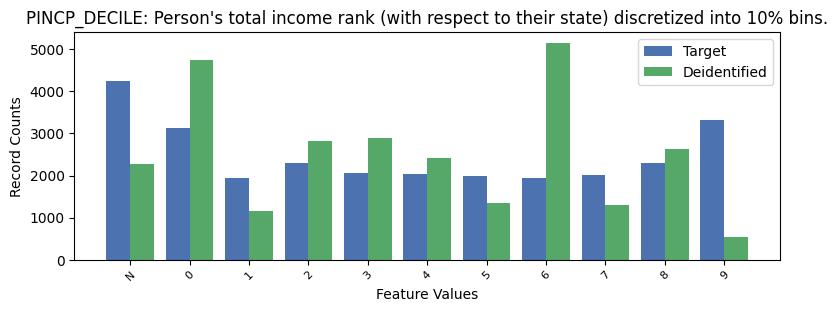 PINCP_DECILE: Person's total income rank (with respect to their state) discretized into 10% bins.
Target
Deidentified
5000
4000
3000
2000
1000
0
Record Counts
N 0 1 2 3 4 5 6 7 8 9
Feature Values